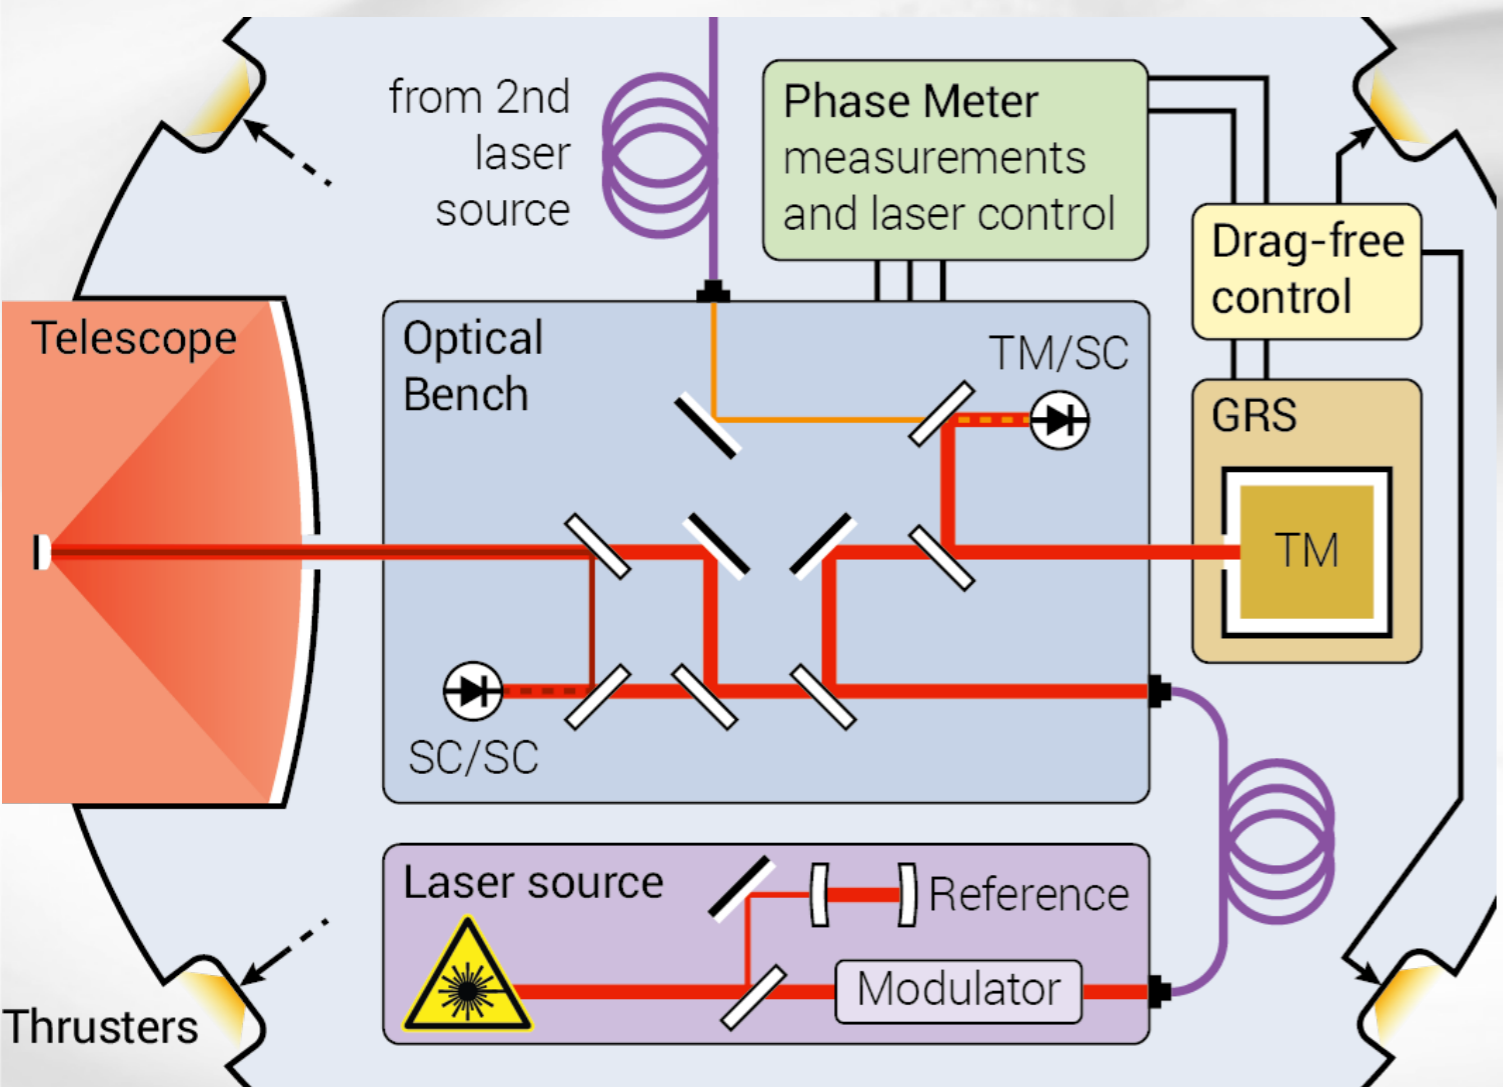 from 2nd
laser
source
Phase Meter
measurements
and laser control
Drag-free
control
Telescope
Optical
Bench
TM/SC
GRS
TM
SC/SC
Laser source
Reference
Modulator
Thrusters